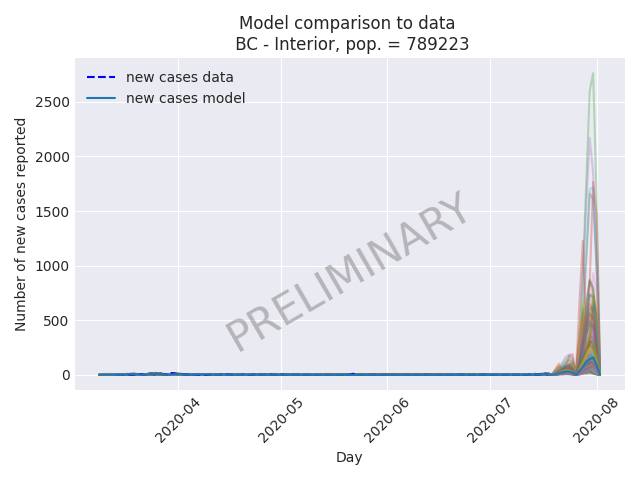 Model comparison to data
BC - Interior, pop. = 789223
new cases data
new cases model
Number of new cases reported
2500
2000
1500
1000
500
0
PRELIMINARY
2020-04
2020-05
2020-06
2020-07
2020-08
Day